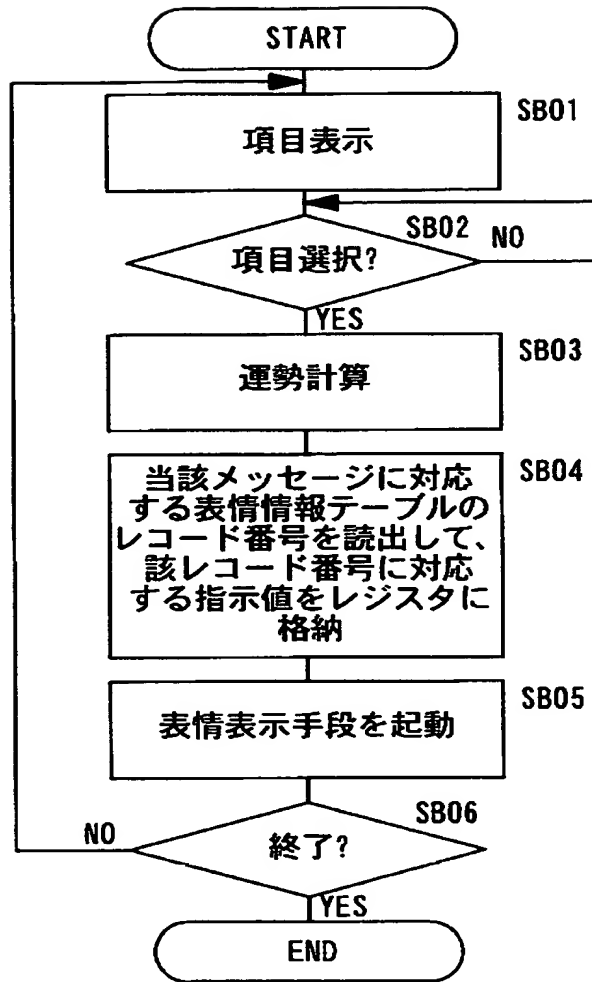 START
SB01
項目表示
SB02
項目選択?
NO
YES
SB03
運勢計算
SB04
当該メッセージに対応
する表情情報テーブルの
レコード番号を読出して、
該レコード番号に対応
する指示値をレジスタに
格納
SB05
表情表示手段を起動
SB06
NO
終了?
YES
END